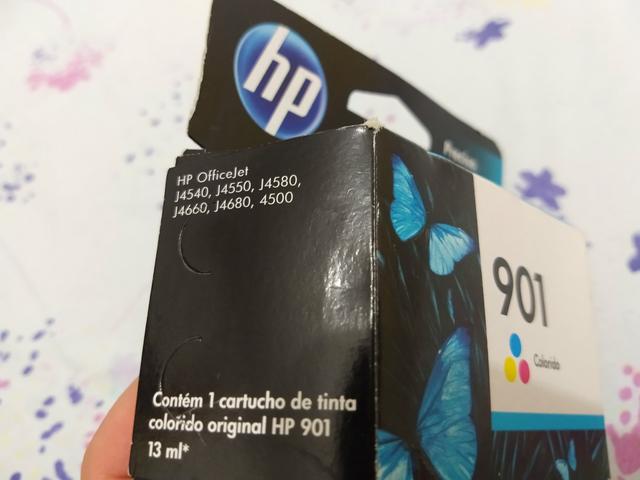 hp
HP OfficeJet
J4540, J4550, J4580,
J4660, J4680, 4500
901
Colorido
Contém 1 cartucho de tinta
colorido original HP 901
13 ml*